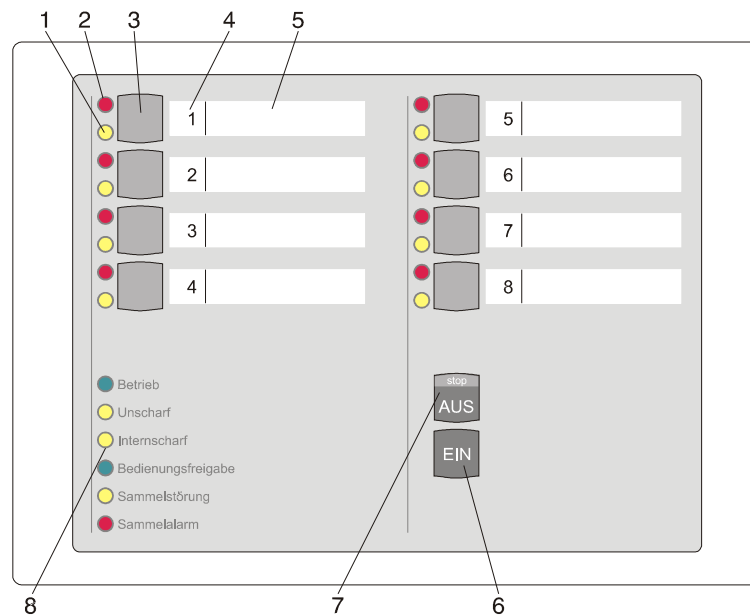 1 2 3 4 5
1 5
2 6
3 7
4 8
Betrieb
Unscharf
Internscharf
Bedienungsfreigabe
Sammelstörung
Sammelalarm
stop
AUS
EIN
8 7 6